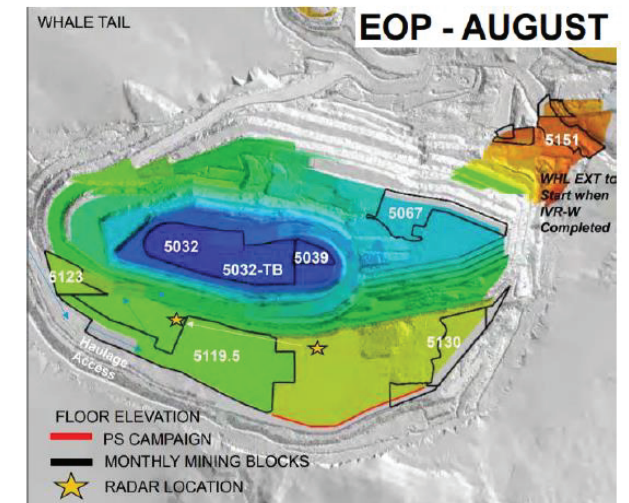 WHALE TAIL
EOP - AUGUST
5151
WHL EXT to
Start when
IVR-W
Completed
5067
5032
5039
5032-TB
5123
5130
5119.5
Haulage
Access
FLOOR ELEVATION
PS CAMPAIGN
MONTHLY MINING BLOCKS
RADAR LOCATION